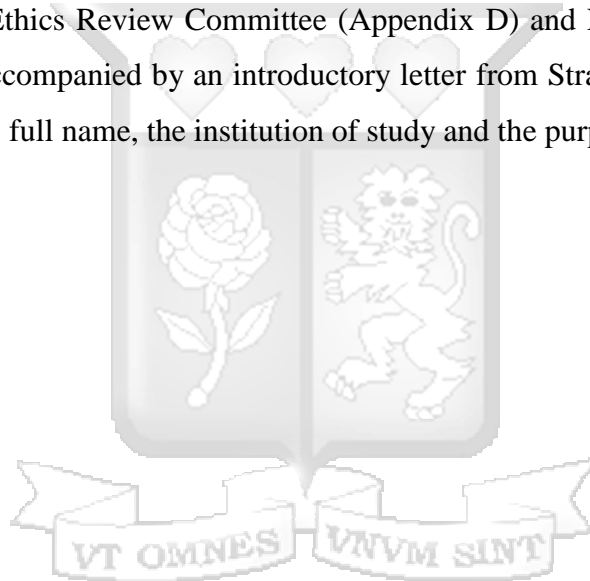 Ethics Review Committee (Appendix D) and
ccompanied by an introductory letter from Stra
full name, the institution of study and the purp
VT OMNES VNVM SINT